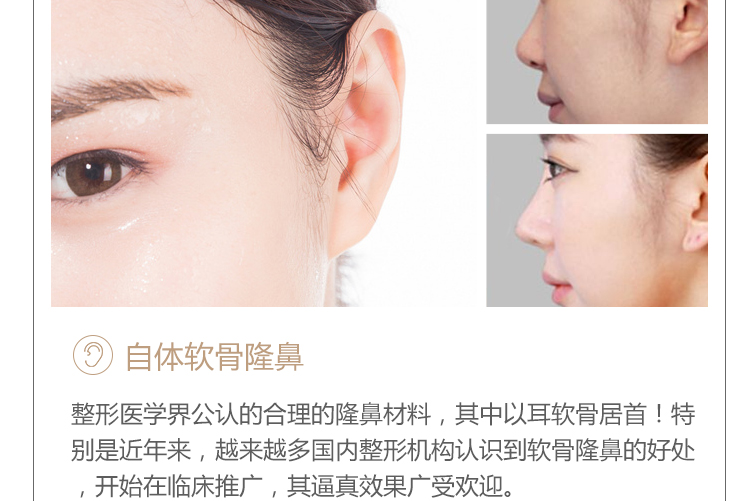 自体软骨隆鼻
整形医学界公认的合理的隆鼻材料，其中以耳软骨居首！特
别是近年来，越来越多国内整形机构认识到软骨隆鼻的好处
，开始在临床推广，其逼真效果广受欢迎。